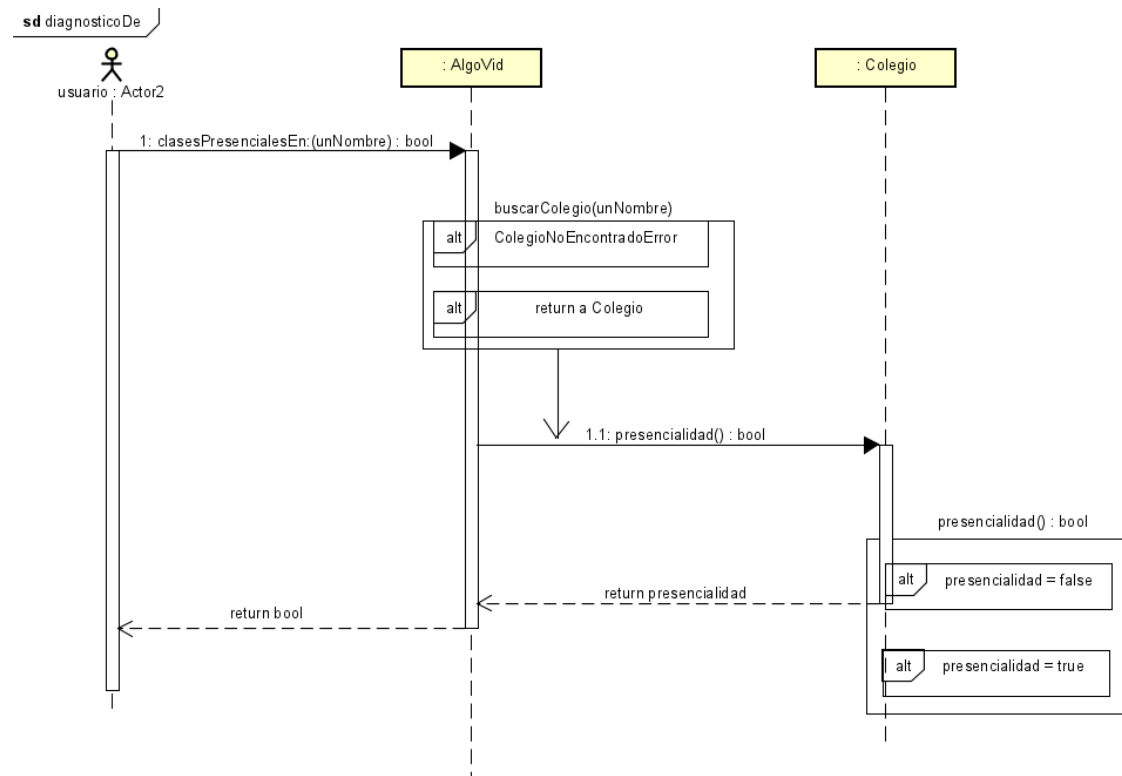 sd diagnosticoDe
usuario : Actor2
: AlgoVid
: Colegio
1: clasesPresencialesEn:(unNombre) : bool
buscarColegio(unNombre)
alt
ColegioNoEncontradoError
alt
return a Colegio
1.1: presencialidad() : bool
presencialidad() : bool
alt
presencialidad = false
return presencialidad
return bool
alt
presencialidad = true